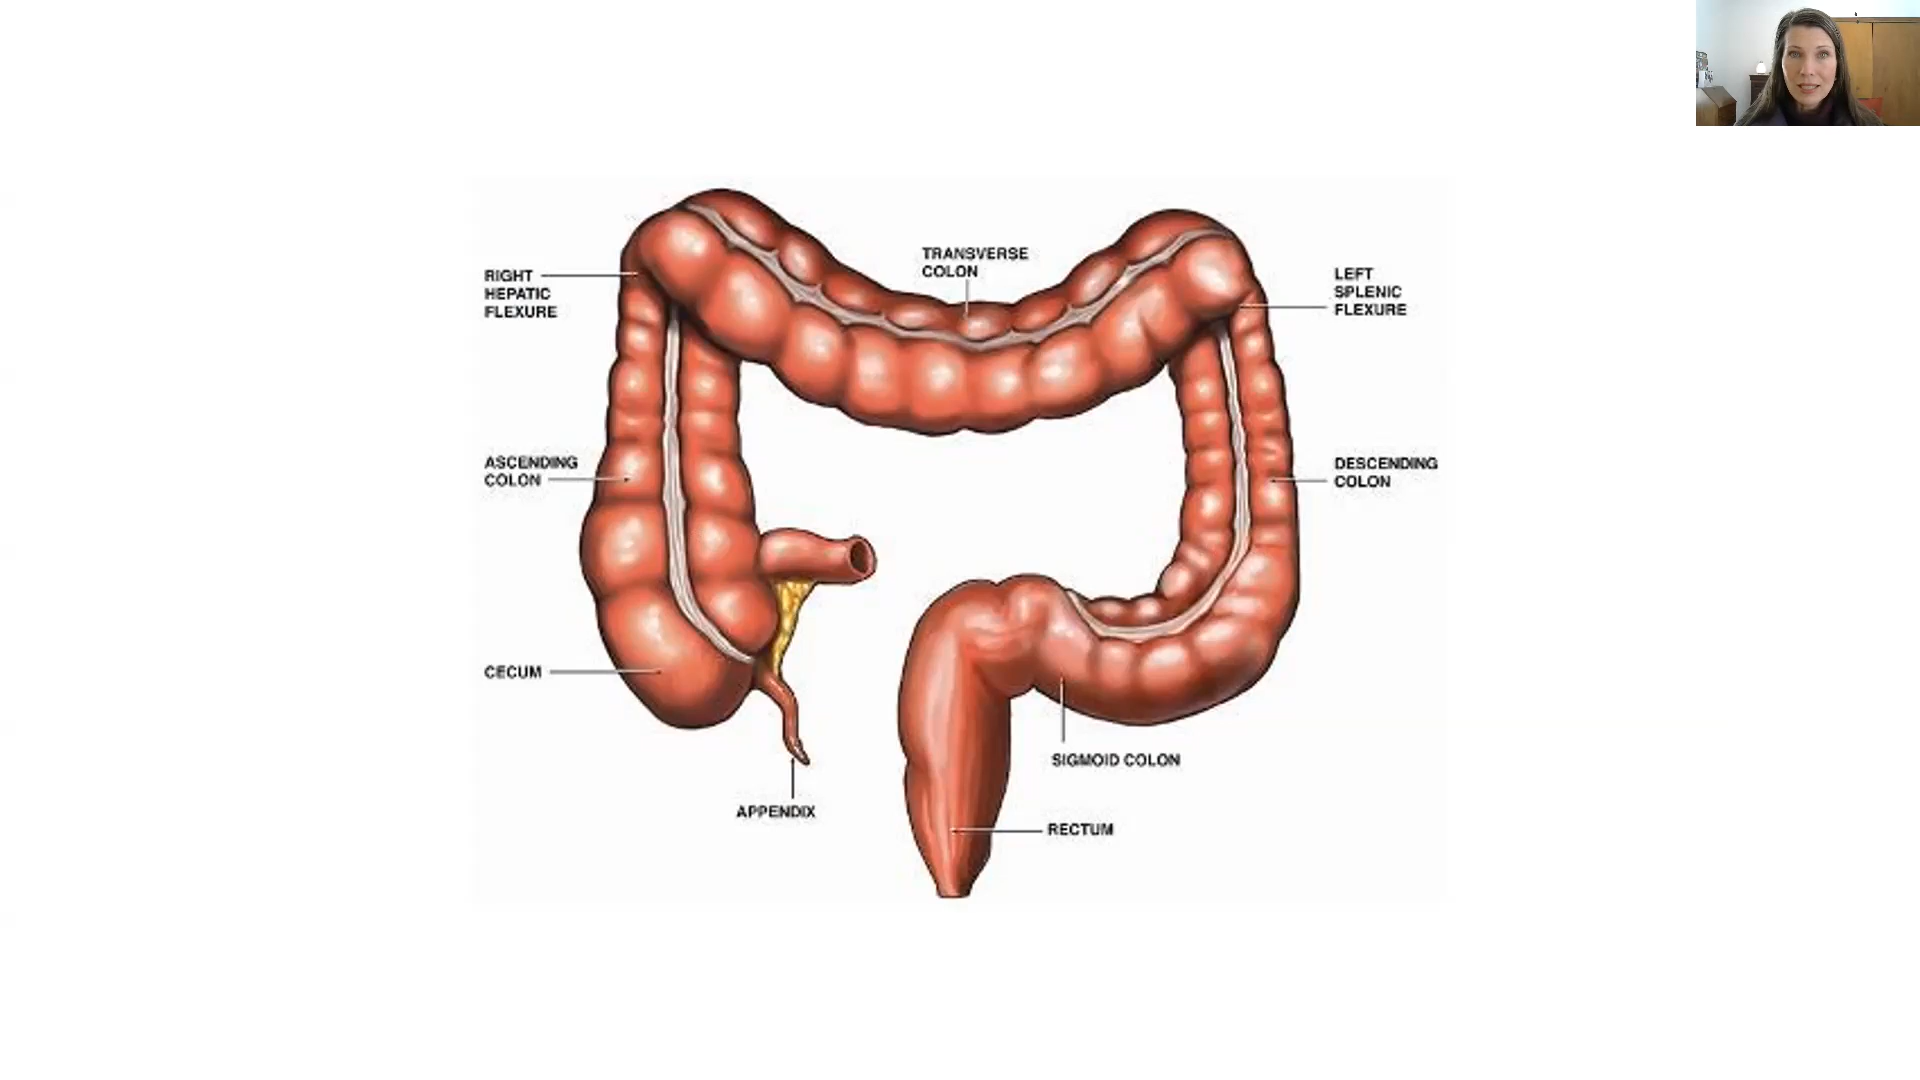 TRANSVERSE
COLON
RIGHT
HEPATIC
FLEXURE
LEFT
SPLENIC
FLEXURE
ASCENDING
COLON
DESCENDING
COLON
CECUM
SIGMOID COLON
APPENDIX
RECTUM